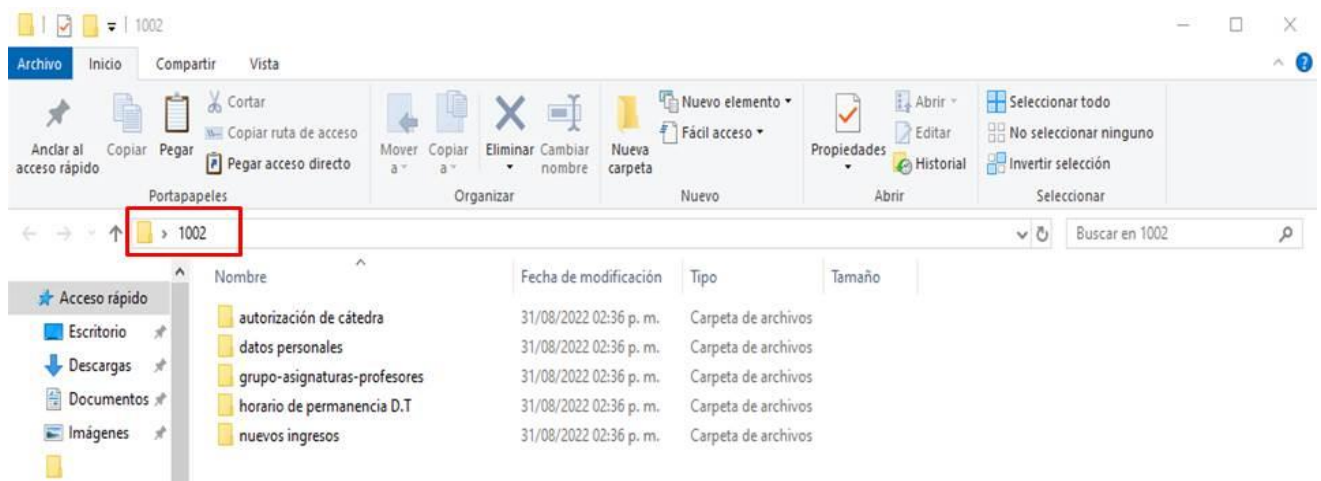 1002
Archivo Inicio Compartir Vista
Anclar al acceso rápido
Copiar
Pegar
Cortar
Copiar ruta de acceso
Pegar acceso directo
Portapapeles
Mover a
Copiar a
Eliminar
Cambiar nombre
Organizar
Nueva carpeta
Nuevo elemento
Fácil acceso
Nuevo
Propiedades
Abrir
Editar
Historial
Abrir
Seleccionar todo
No seleccionar ninguno
Invertir selección
Seleccionar
> 1002
Buscar en 1002
Acceso rápido
Escritorio
Descargas
Documentos
Imágenes
Nombre Fecha de modificación Tipo Tamaño
autorización de cátedra 31/08/2022 02:36 p. m. Carpeta de archivos
datos personales 31/08/2022 02:36 p. m. Carpeta de archivos
grupo-asignaturas-profesores 31/08/2022 02:36 p. m. Carpeta de archivos
horario de permanencia D.T 31/08/2022 02:36 p. m. Carpeta de archivos
nuevos ingresos 31/08/2022 02:36 p. m. Carpeta de archivos